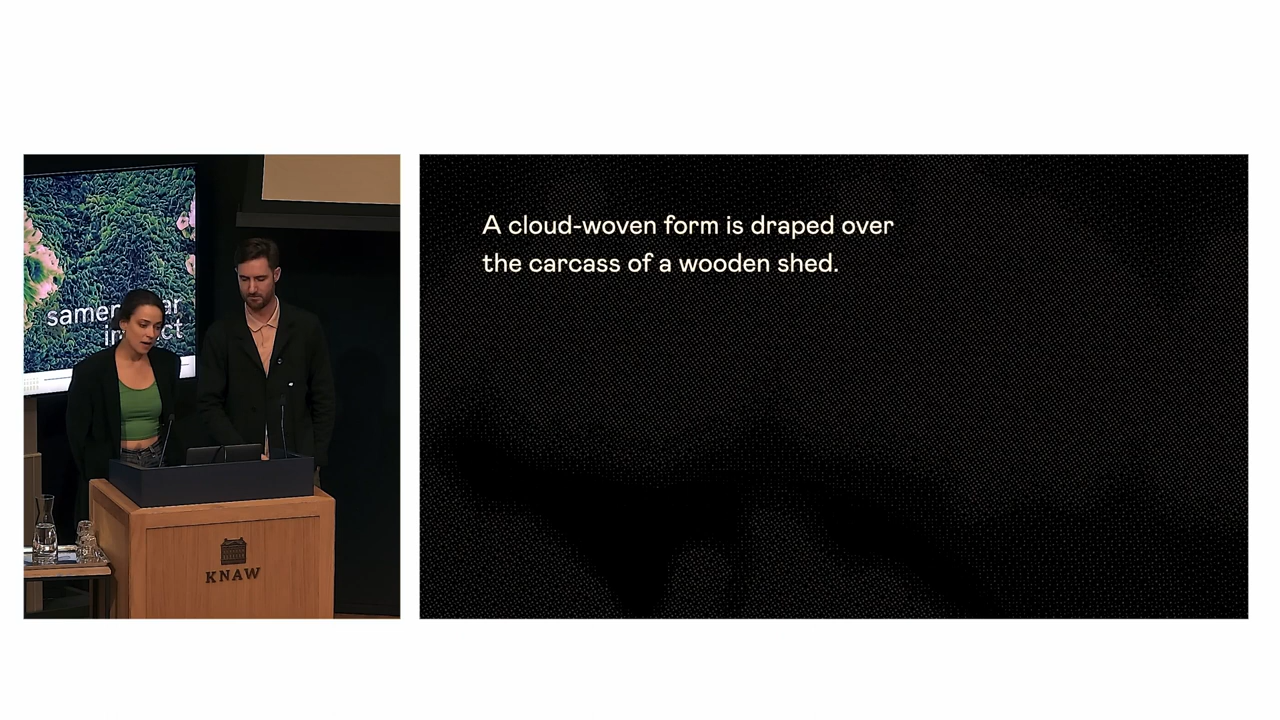 A cloud-woven form is draped over
the carcass of a wooden shed.
KNAW